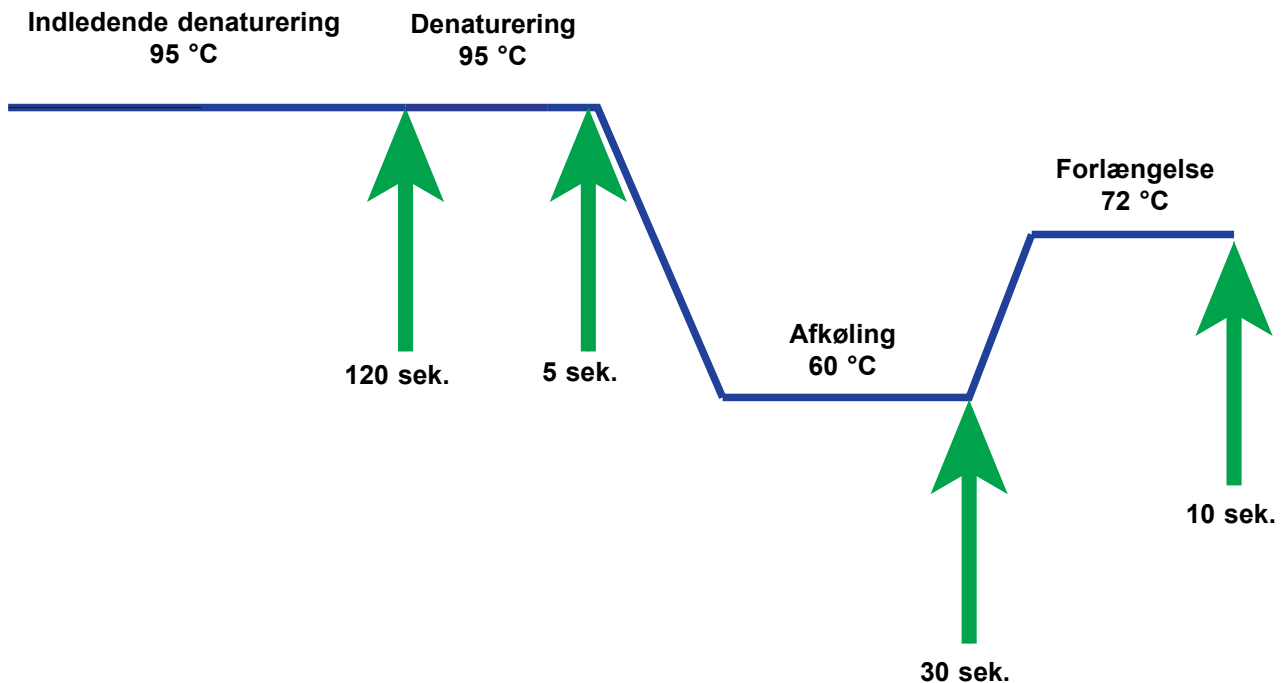 Indledende denaturering
95 °C
Denaturering
95 °C
Forlængelse
72 °C
Afkøling
60 °C
120 sek.
5 sek.
10 sek.
30 sek.